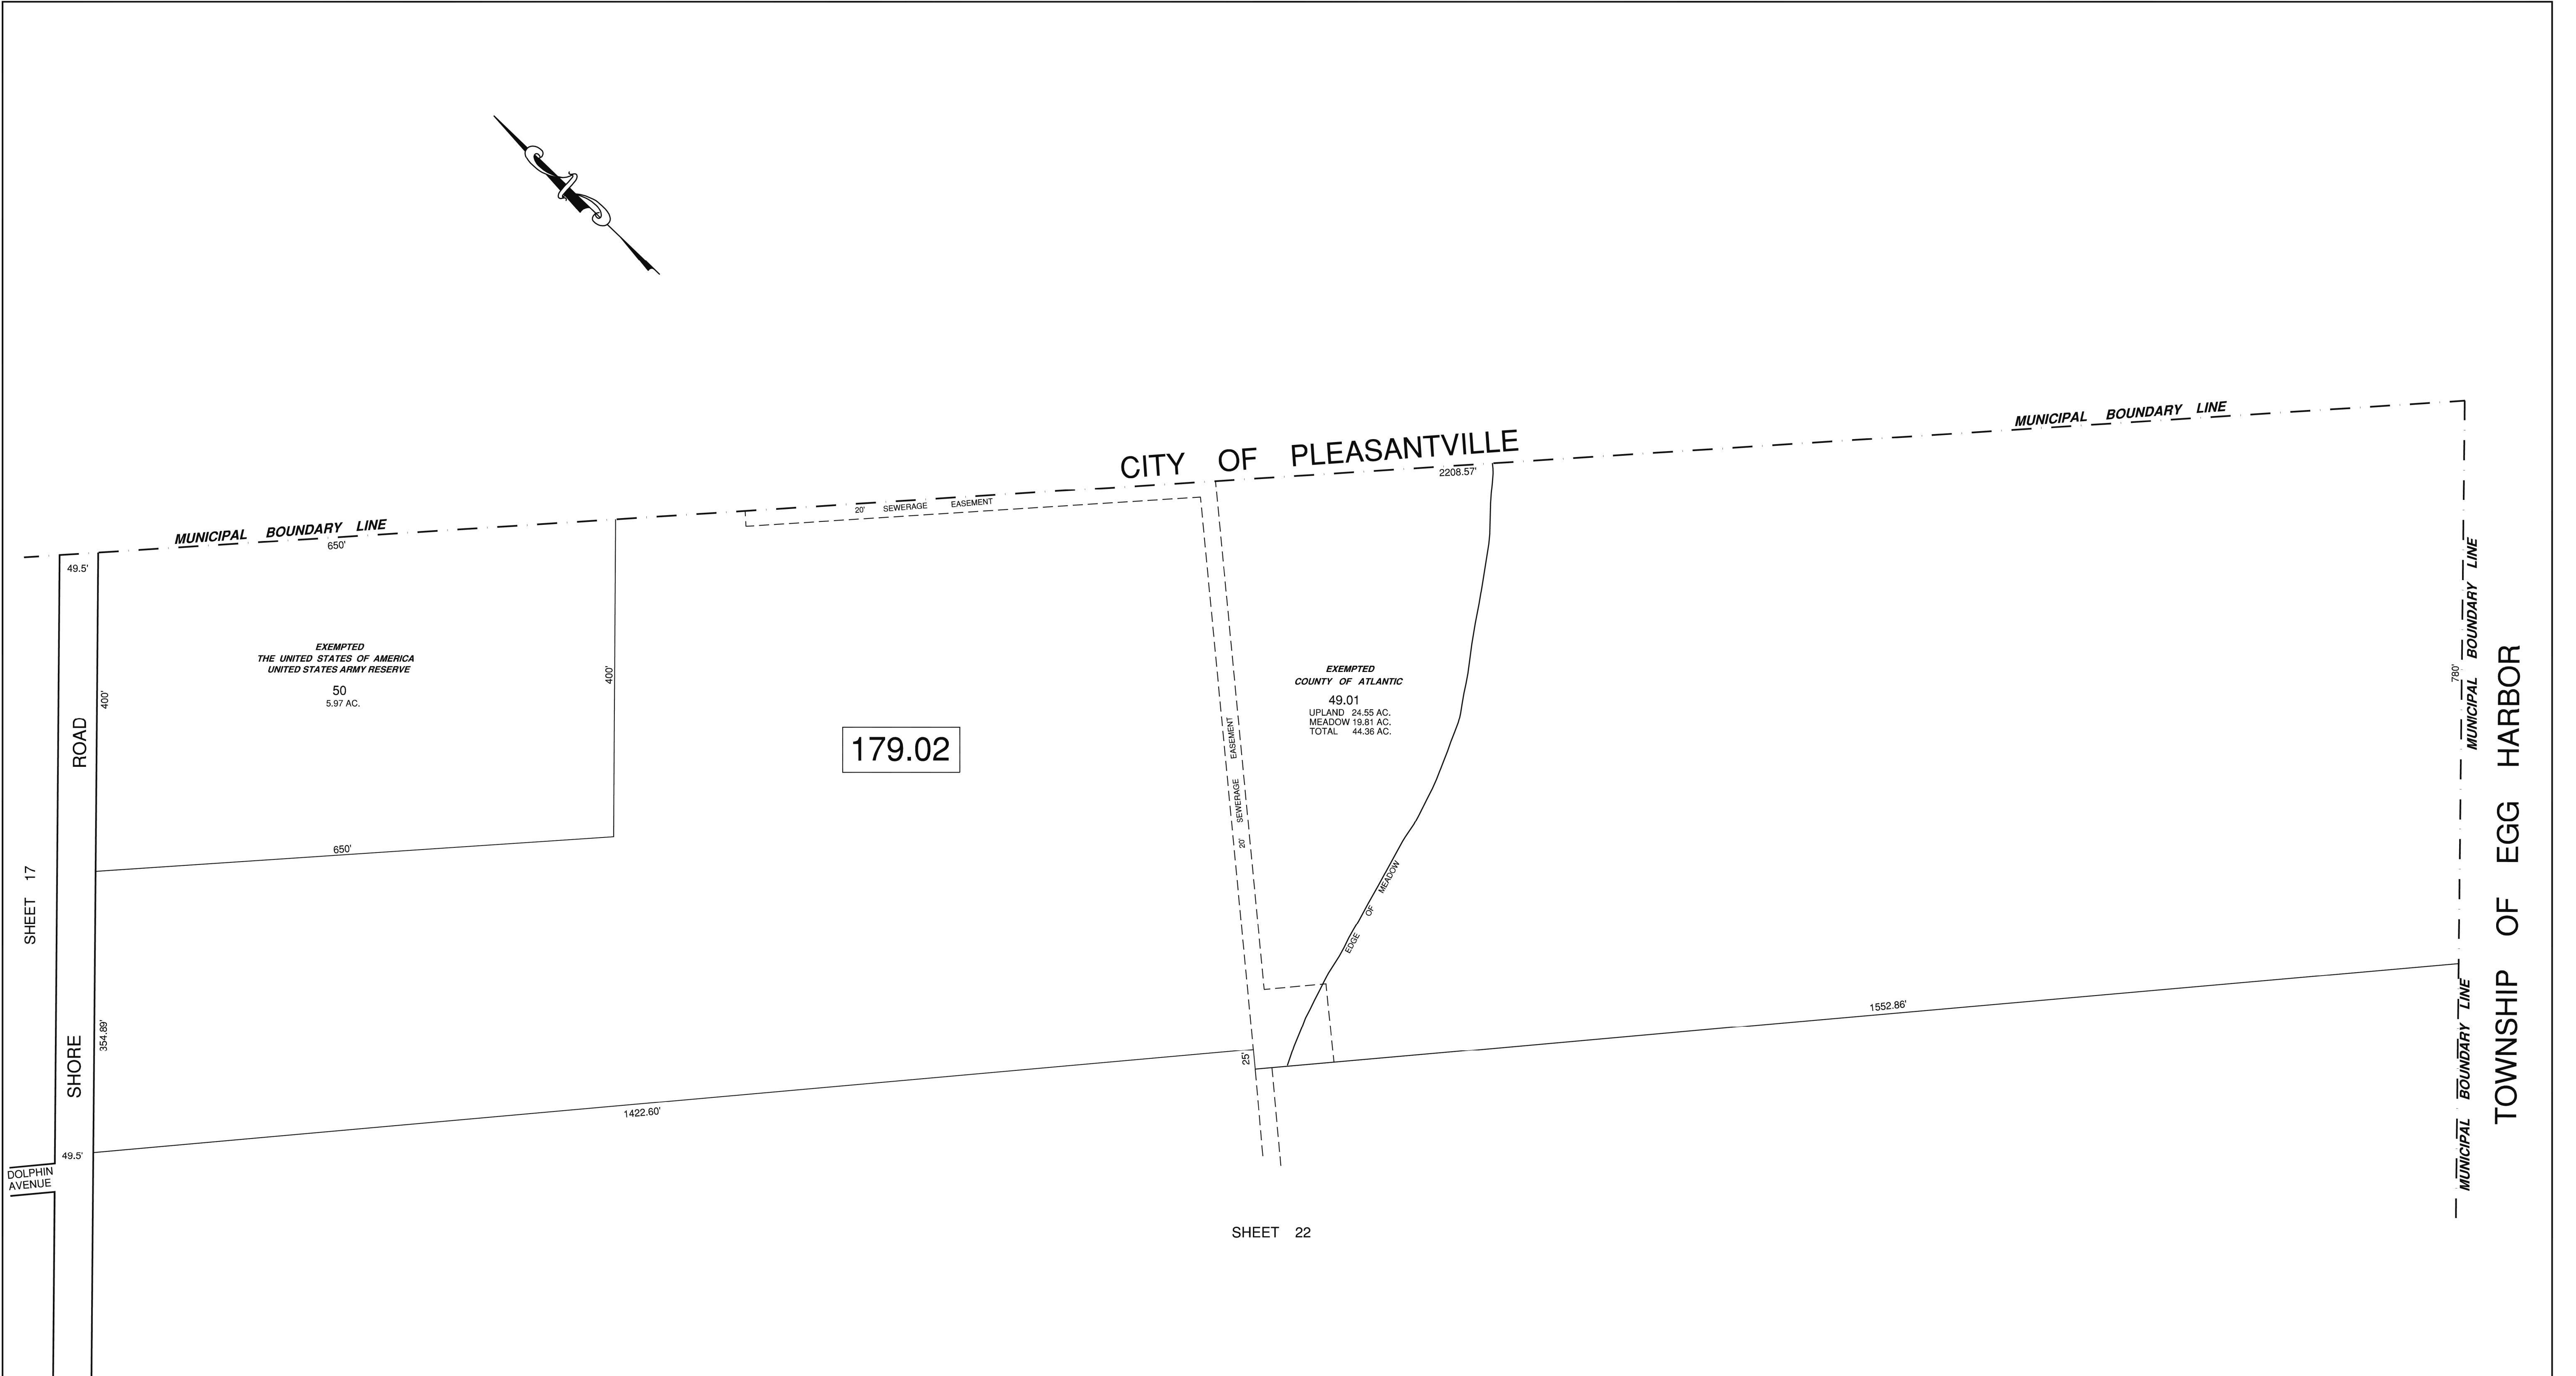 CITY OF PLEASANTVILLE
MUNICIPAL BOUNDARY LINE
2208.57'
MUNICIPAL BOUNDARY LINE
650'
20' SEWERAGE EASEMENT
49.5'
EXEMPTED
THE UNITED STATES OF AMERICA
UNITED STATES ARMY RESERVE
50
5.97 AC.
400'
400'
650'
179.02
EXEMPTED
COUNTY OF ATLANTIC
49.01
UPLAND 24.55 AC.
MEADOW 19.81 AC.
TOTAL 44.36 AC.
20' SEWERAGE EASEMENT
EDGE OF MEADOW
780'
MUNICIPAL BOUNDARY LINE
TOWNSHIP OF EGG HARBOR
MUNICIPAL BOUNDARY LINE
SHEET 17
SHORE ROAD
354.89'
25'
1552.86'
1422.60'
49.5'
DOLPHIN
AVENUE
SHEET 22